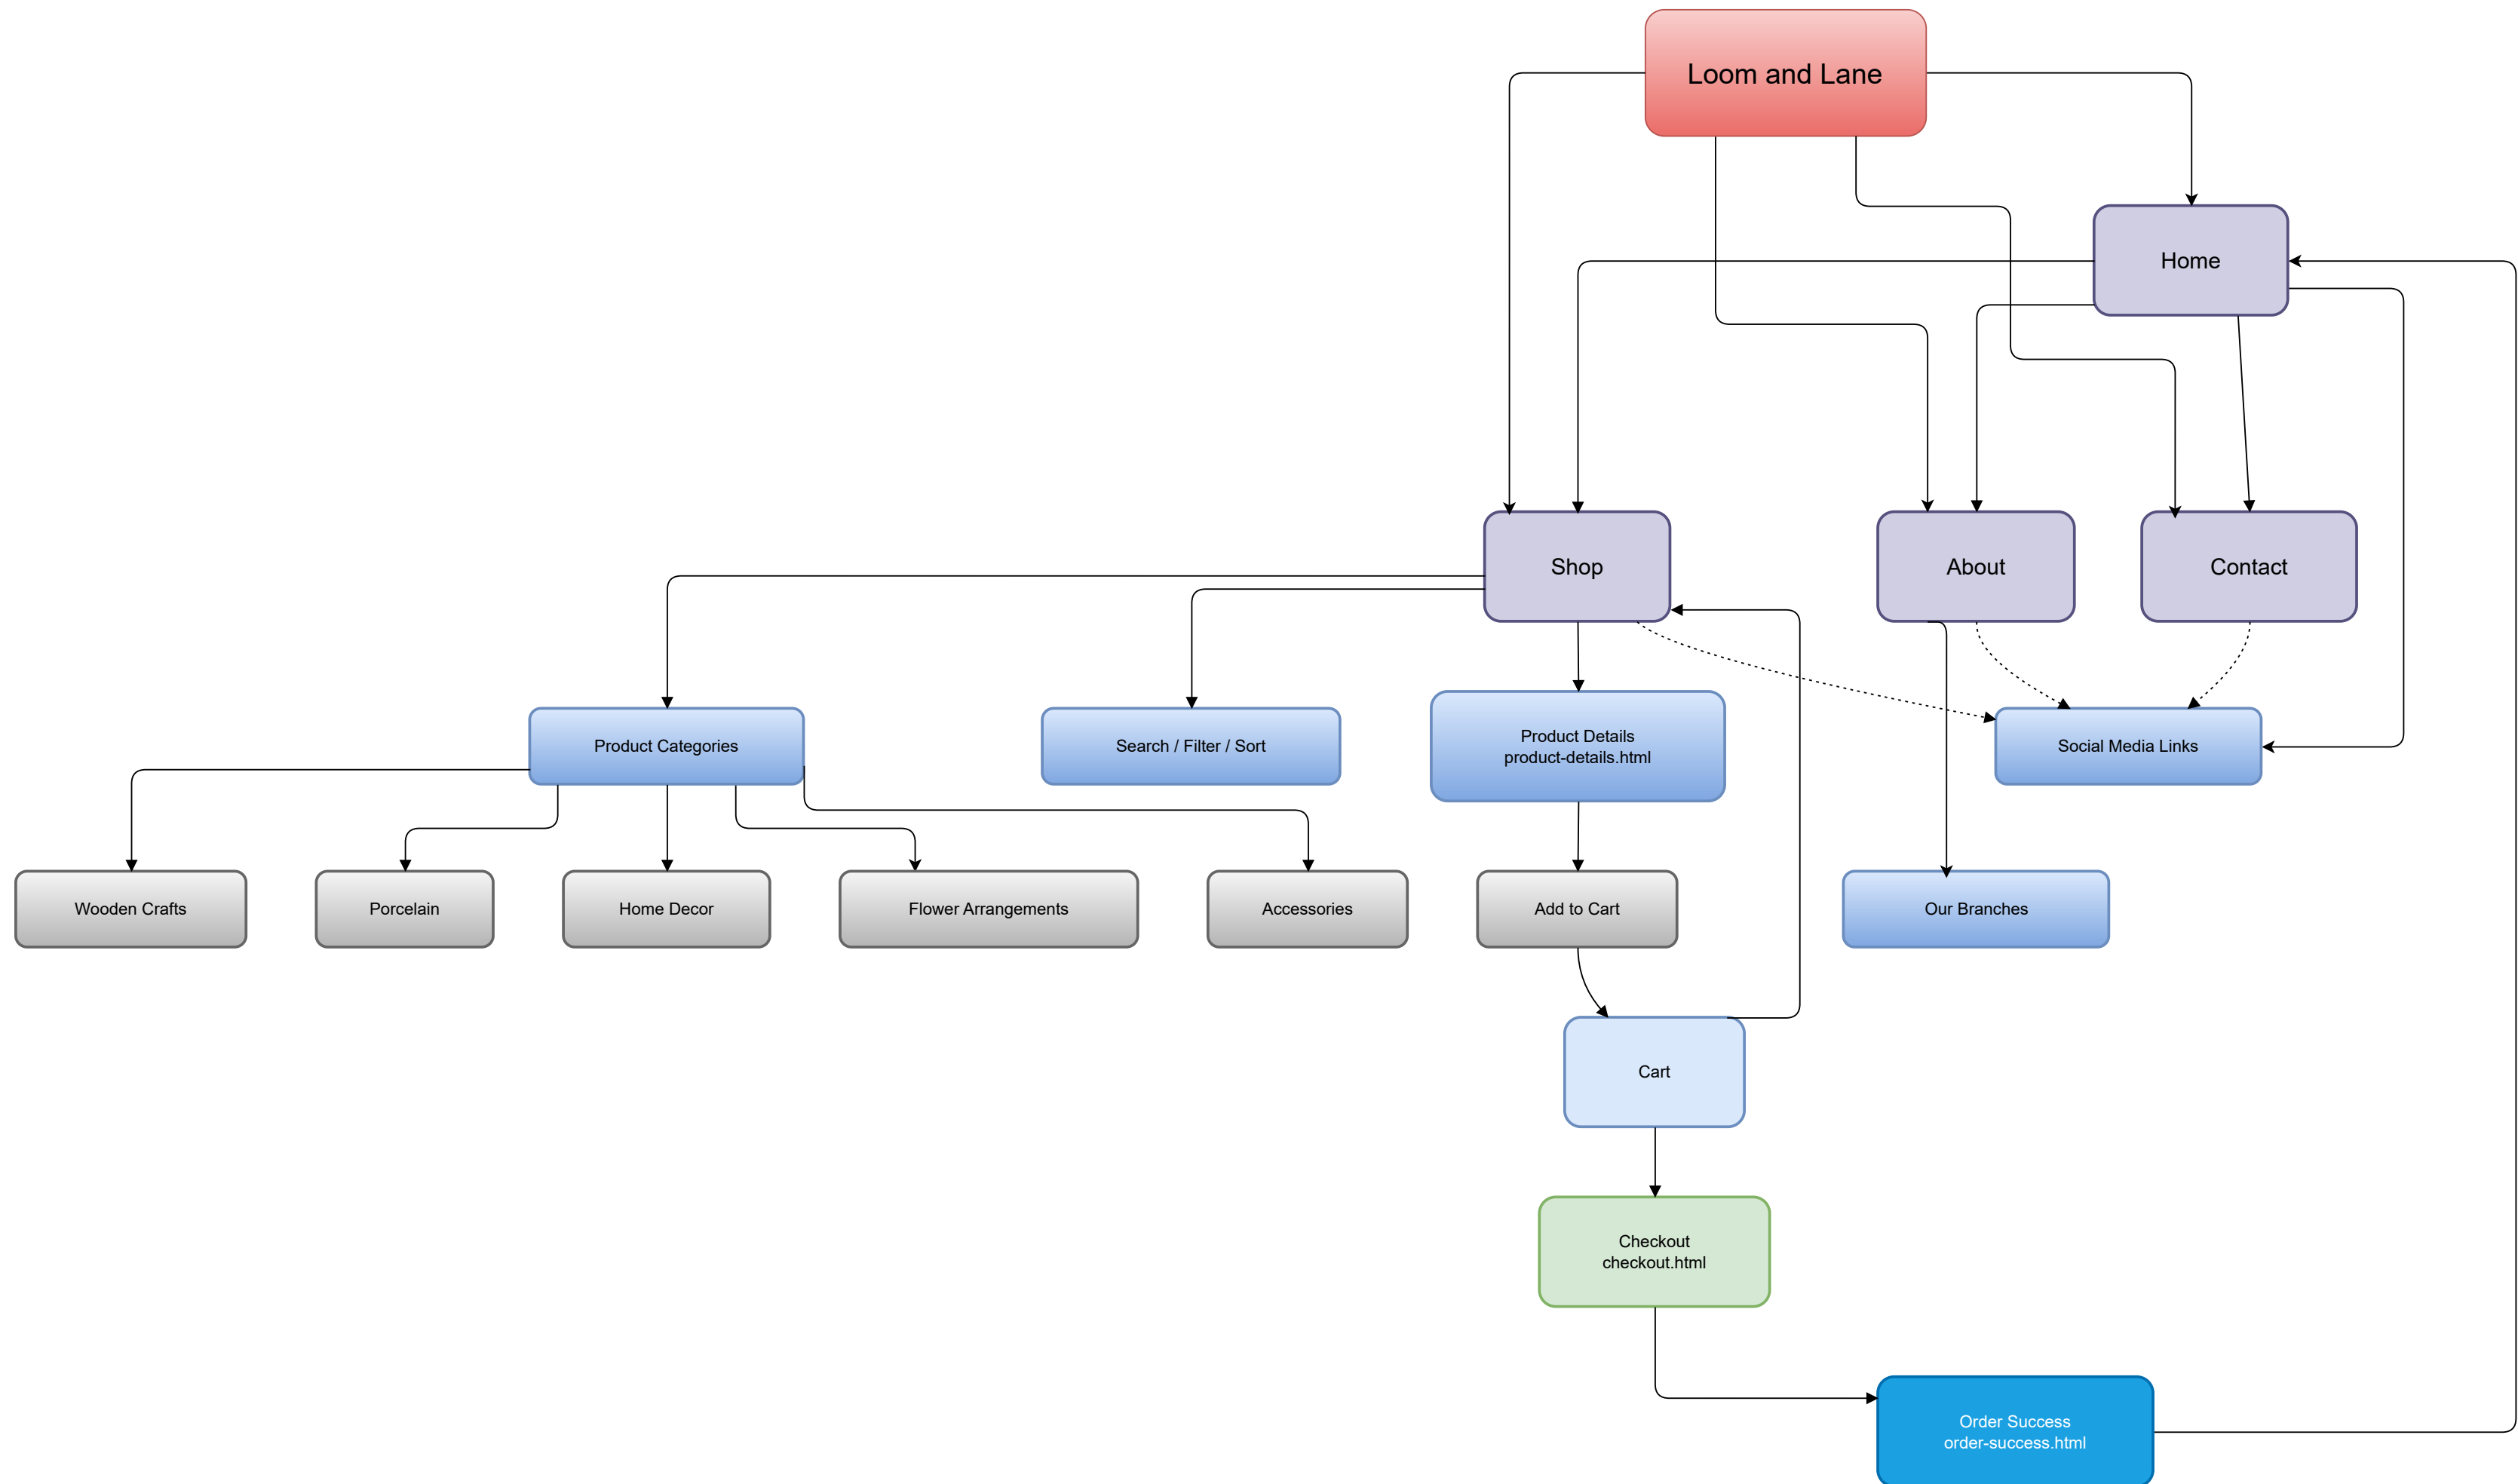 Loom and Lane
Home
Shop
About
Contact
Product Categories
Search / Filter / Sort
Product Details
product-details.html
Social Media Links
Wooden Crafts
Porcelain
Home Decor
Flower Arrangements
Accessories
Add to Cart
Our Branches
Cart
Checkout
checkout.html
Order Success
order-success.html